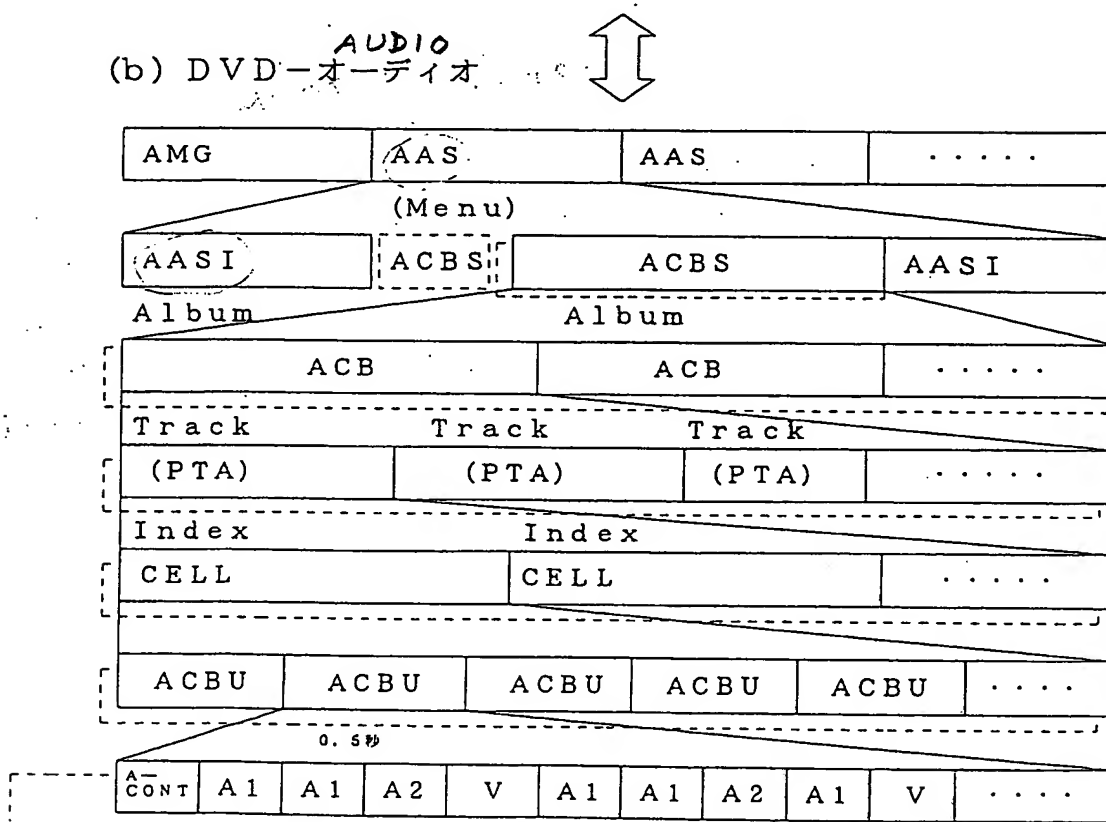 AUDIO
(b) DVD－オーディオ
AMG AAS AAS ・・・・・
(Menu)
AASI ACBS ACBS AASI
Album Album
ACB ACB ・・・・・
Track Track Track
(PTA) (PTA) (PTA) ・・・・・
Index Index
CELL CELL ・・・・・
ACBU ACBU ACBU ACBU ACBU ・・・・
0.5秒
A－
CONT A1 A1 A2 V A1 A1 A2 A1 V ・・・・